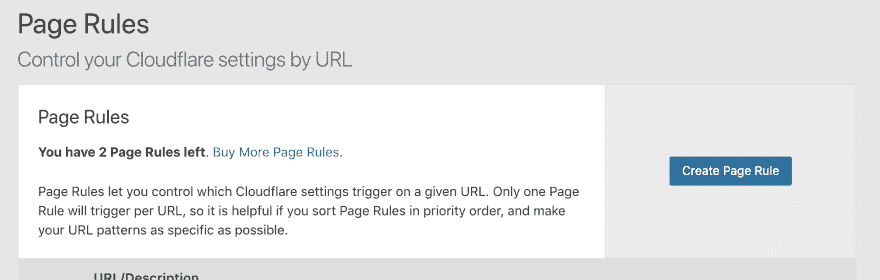 Page Rules
Control your Cloudflare settings by URL
Page Rules
You have 2 Page Rules left. Buy More Page Rules.
Create Page Rule
Page Rules let you control which Cloudflare settings trigger on a given URL. Only one Page
Rule will trigger per URL, so it is helpful if you sort Page Rules in priority order, and make
your URL patterns as specific as possible.
URL/Description